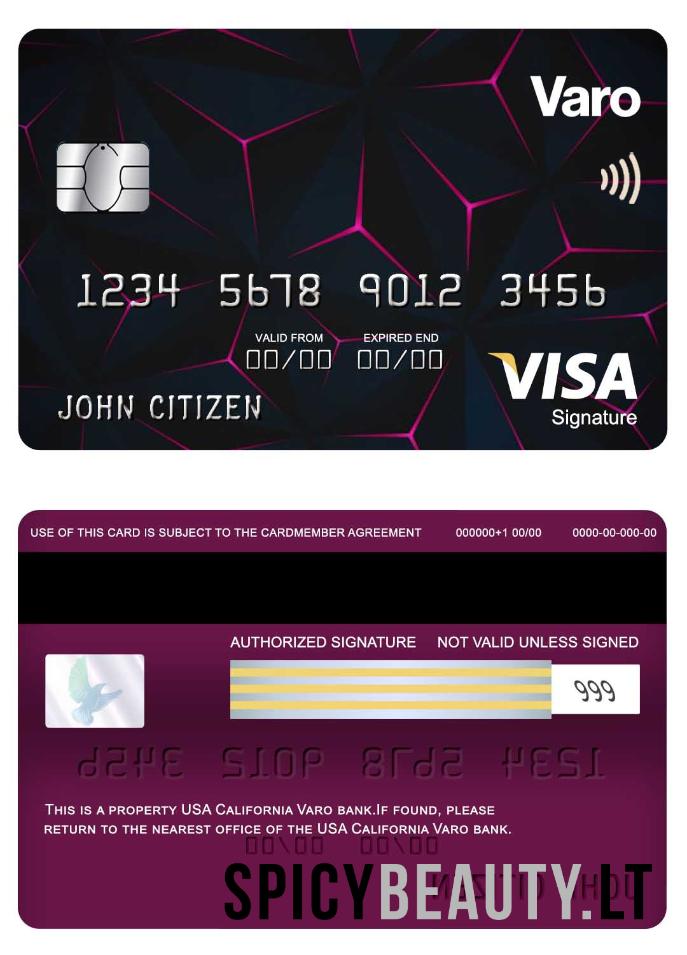 Varo
1234 5678 9012 3456
VALID FROM EXPIRED END
00/00 00/00
VISA
JOHN CITIZEN
Signature
USE OF THIS CARD IS SUBJECT TO THE CARDMEMBER AGREEMENT 000000+1 00/00 0000-00-000-00
AUTHORIZED SIGNATURE NOT VALID UNLESS SIGNED
999
THIS IS A PROPERTY USA CALIFORNIA VARO BANK.IF FOUND, PLEASE
RETURN TO THE NEAREST OFFICE OF THE USA CALIFORNIA VARO BANK.
SPICYBEAUTY.LT